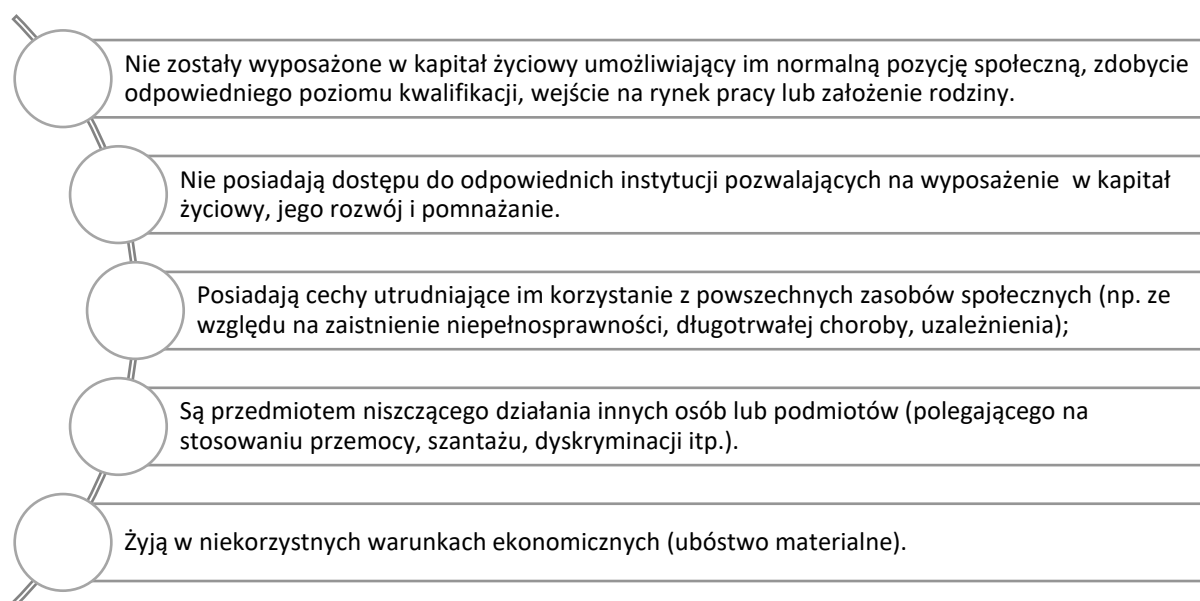 Nie zostały wyposażone w kapitał życiowy umożliwiający im normalną pozycję społeczną, zdobycie
odpowiedniego poziomu kwalifikacji, wejście na rynek pracy lub założenie rodziny.
Nie posiadają dostępu do odpowiednich instytucji pozwalających na wyposażenie  w kapitał
życiowy, jego rozwój i pomnażanie.
Posiadają cechy utrudniające im korzystanie z powszechnych zasobów społecznych (np. ze
względu na zaistnienie niepełnosprawności, długotrwałej choroby, uzależnienia);
Są przedmiotem niszczącego działania innych osób lub podmiotów (polegającego na
stosowaniu przemocy, szantażu, dyskryminacji itp.).
Żyją w niekorzystnych warunkach ekonomicznych (ubóstwo materialne).